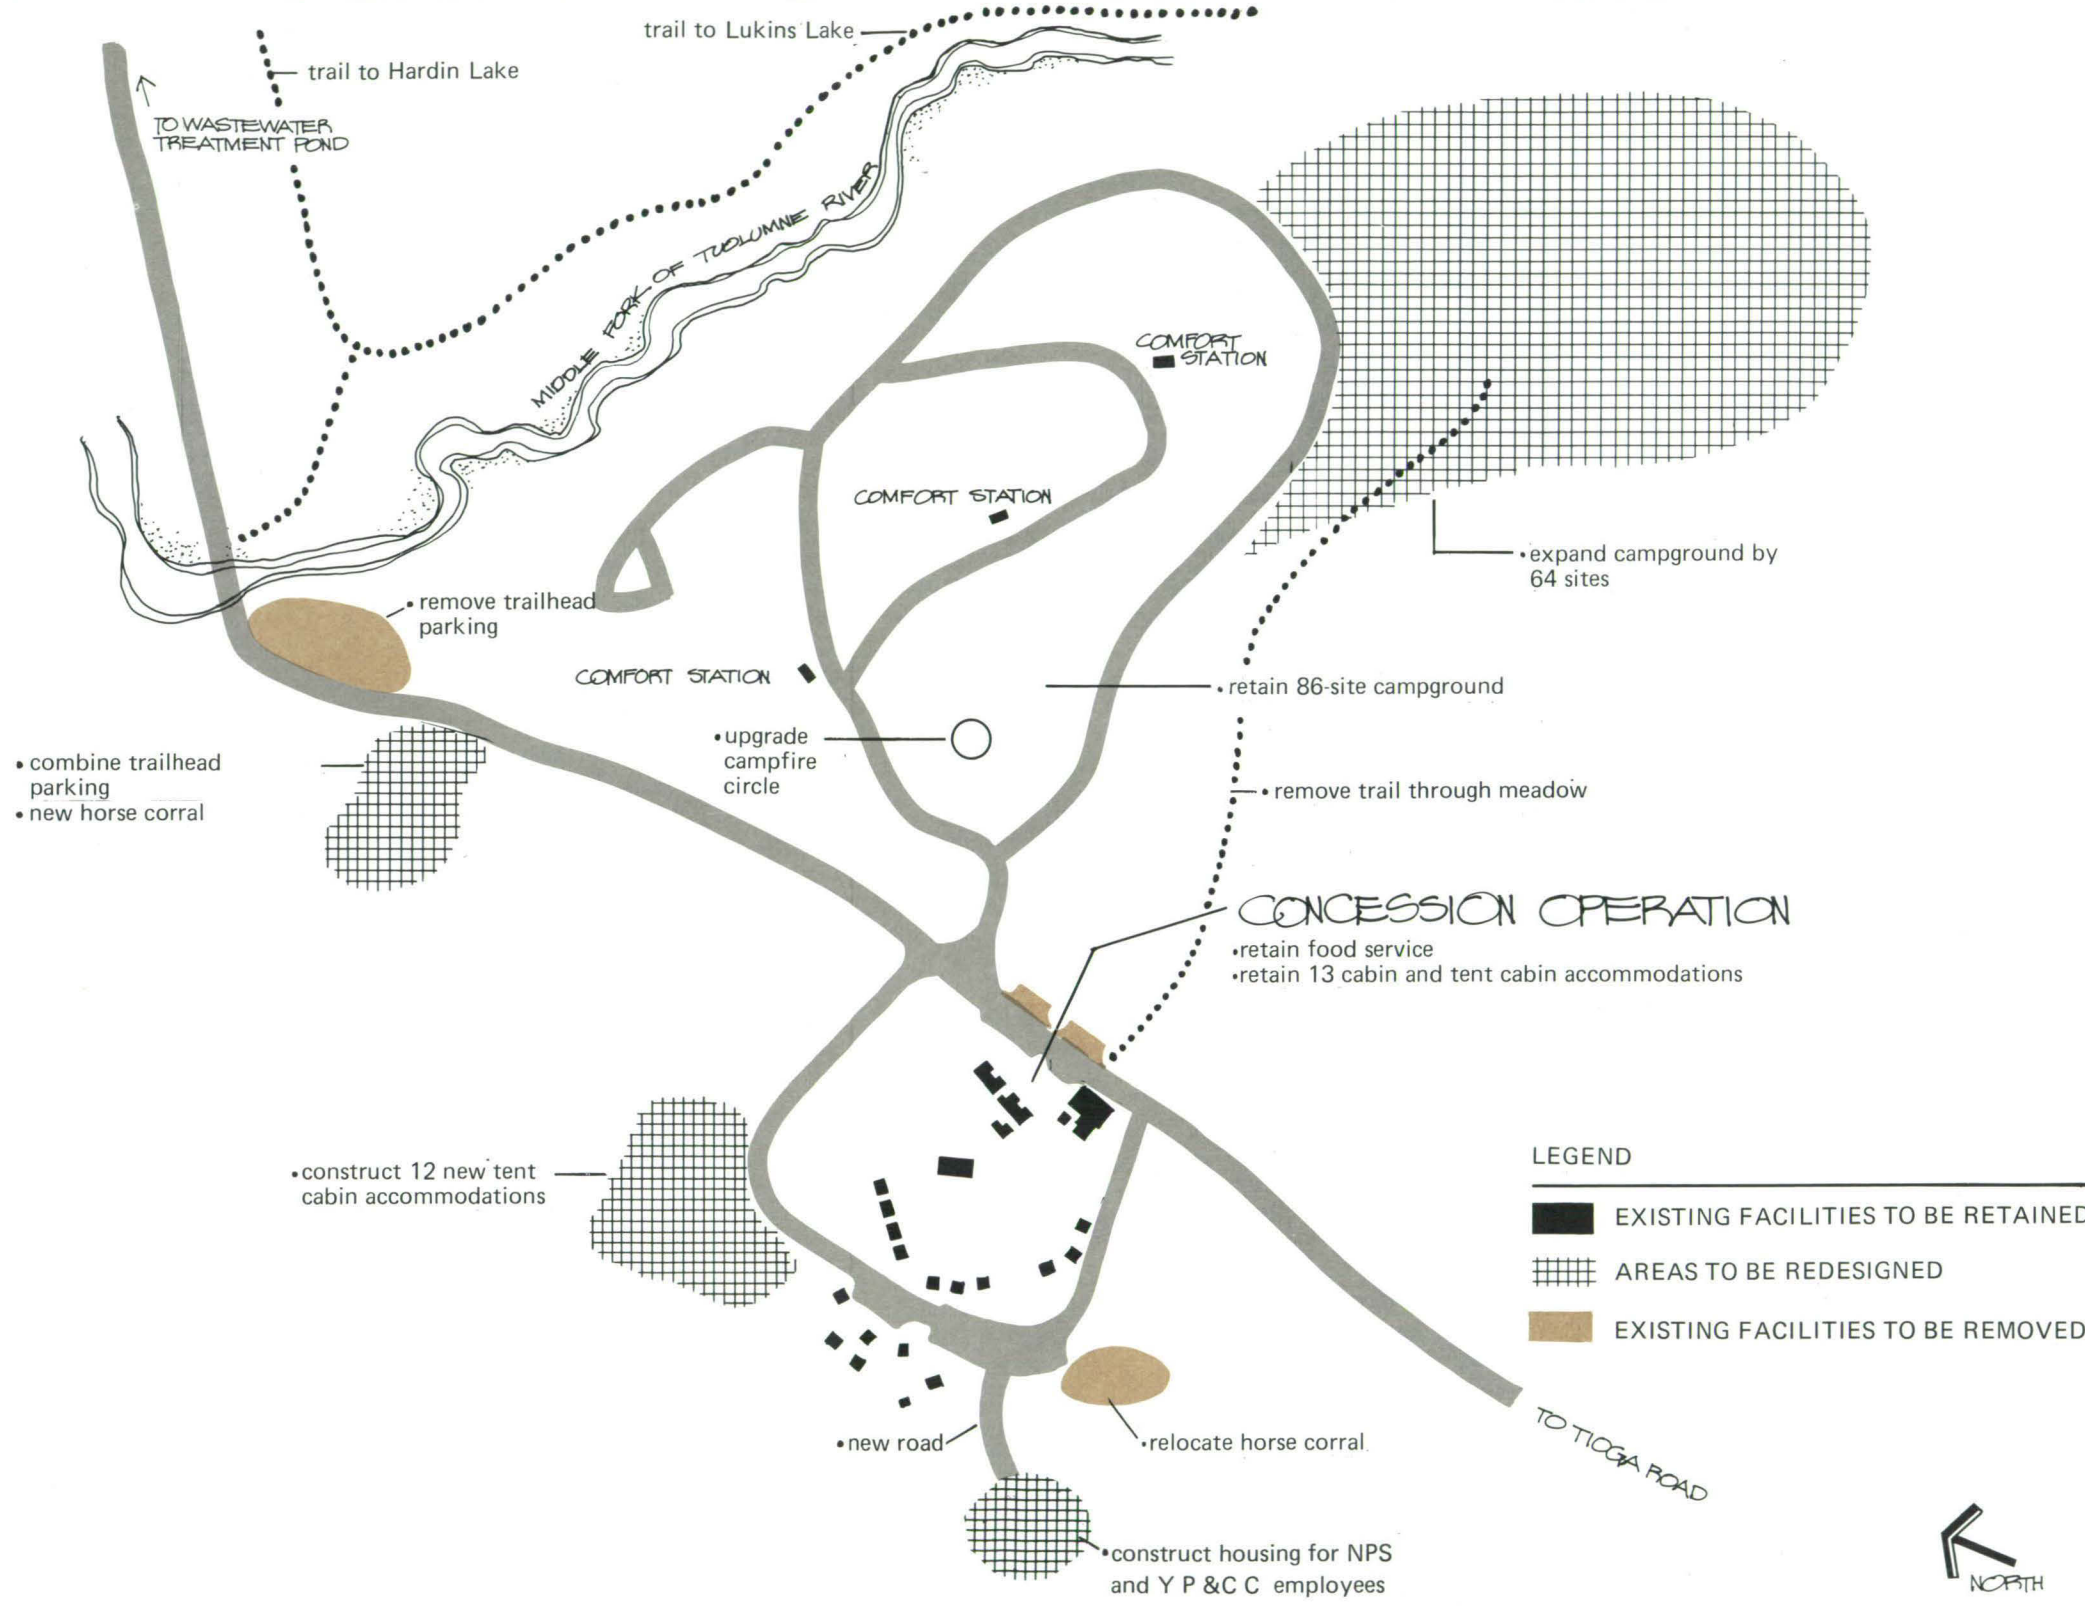 trail to Lukins Lake
trail to Hardin Lake
TO WASTEWATER
TREATMENT POND
MIDDLE FORK OF TUOLUMNE RIVER
COMFORT
STATION
COMFORT STATION
• expand campground by
64 sites
• remove trailhead
parking
COMFORT STATION
• retain 86-site campground
• upgrade
campfire
circle
• combine trailhead
parking
• new horse corral
• remove trail through meadow
CONCESSION OPERATION
• retain food service
• retain 13 cabin and tent cabin accommodations
• construct 12 new tent
cabin accommodations
LEGEND
EXISTING FACILITIES TO BE RETAINED
AREAS TO BE REDESIGNED
EXISTING FACILITIES TO BE REMOVED
• new road
• relocate horse corral
TO TIOGA ROAD
• construct housing for NPS
and Y P &C C employees
NORTH